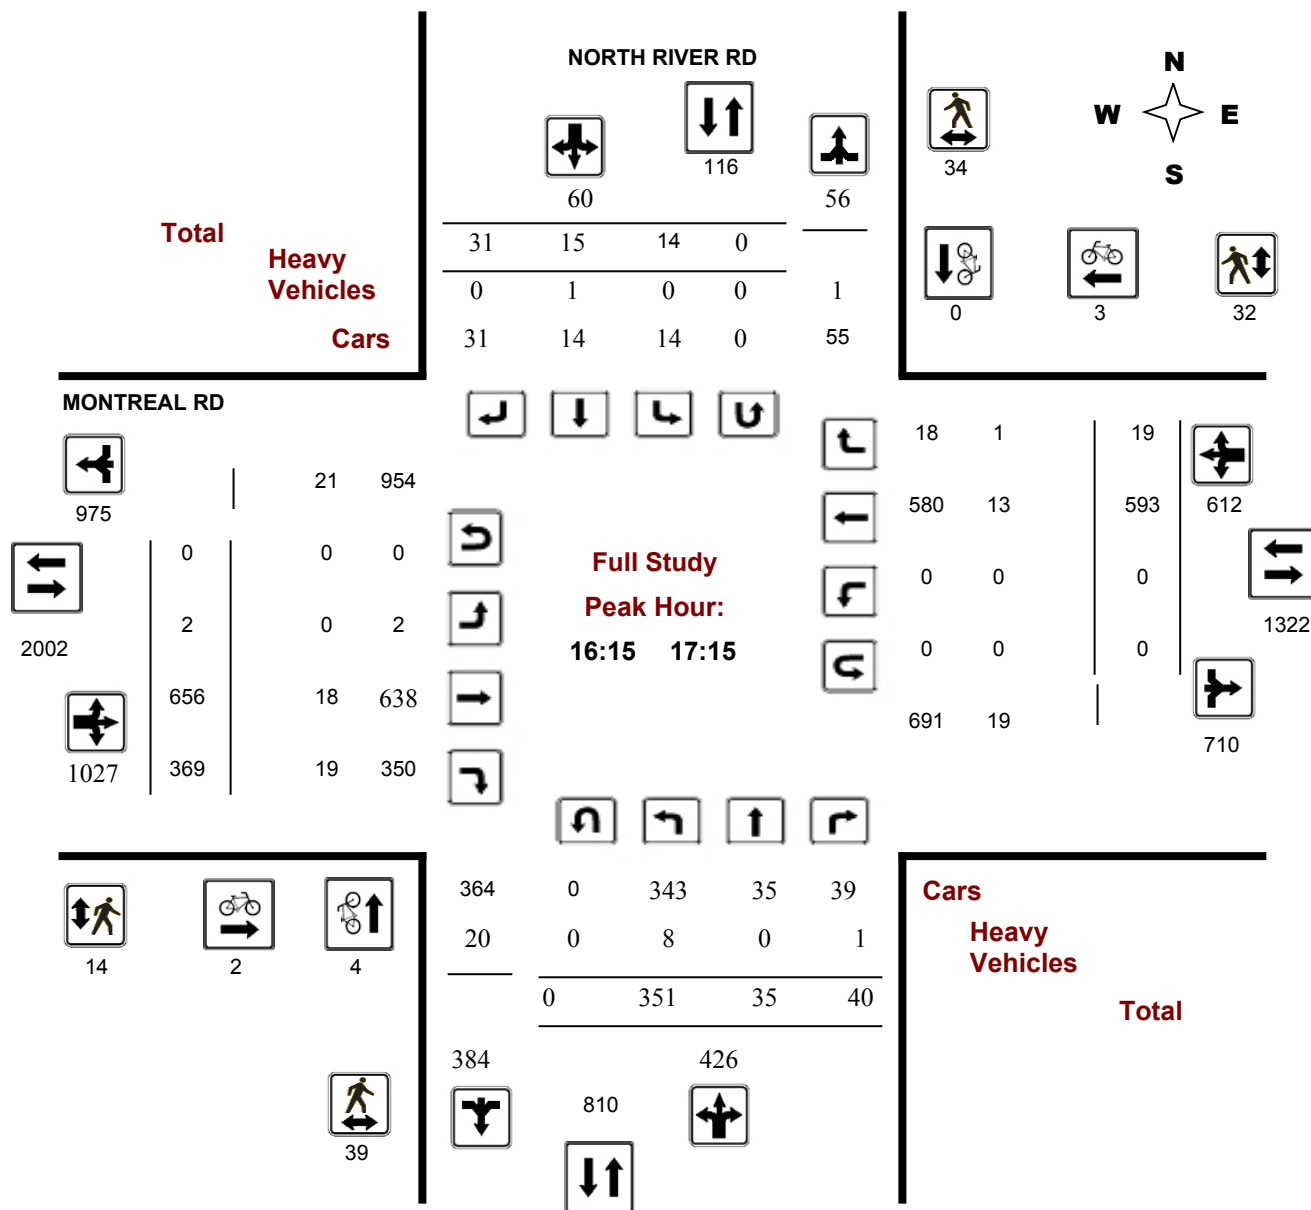 NORTH RIVER RD
N
W E
S
116
34
60 56
Total
31 15 14 0
Heavy
Vehicles
0 1 0 0 1
0 3 32
Cars
31 14 14 0 55
MONTREAL RD
18 1 19
21 954
975
580 13 593 612
0 0 0
Full Study
0 0 0
Peak Hour:
2 0 2
1322
2002
16:15 17:15
0 0 0
656 18 638
691 19
710
1027
369 19 350
364 0 343 35 39
Cars
20 0 8 0 1
Heavy
Vehicles
14 2 4
0 351 35 40
Total
384 426
810
39